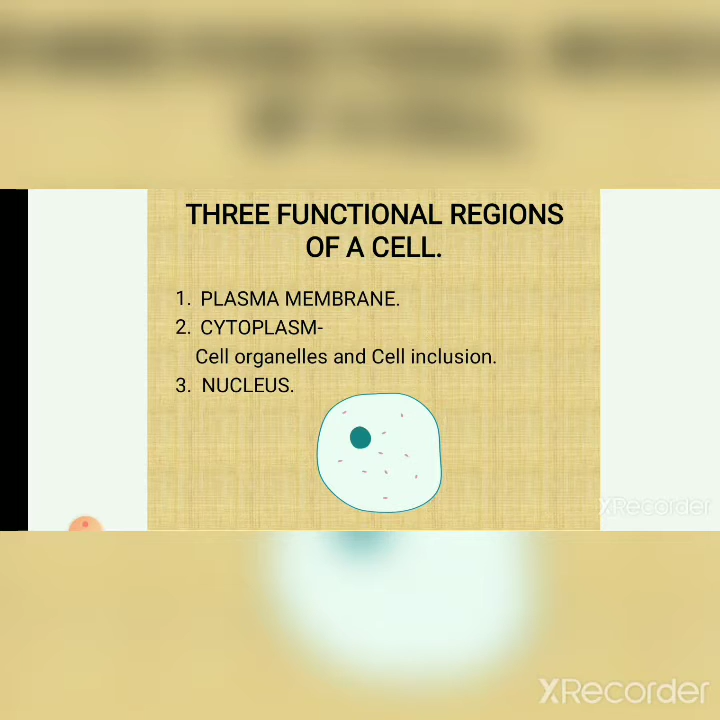 THREE FUNCTIONAL REGIONS
OF A CELL.
1. PLASMA MEMBRANE.
2. CYTOPLASM-
Cell organelles and Cell inclusion.
3. NUCLEUS.
XRecorder
XRecorder